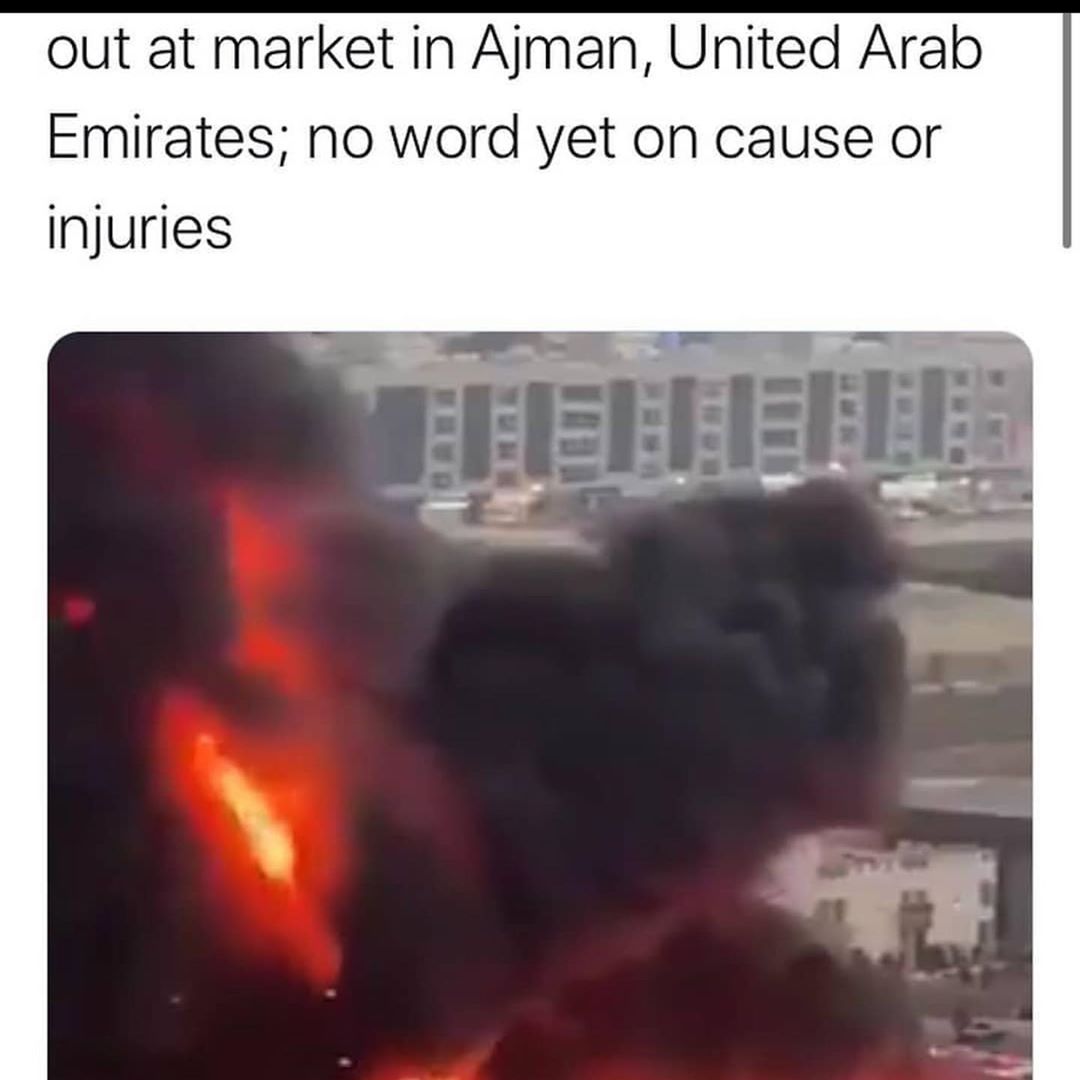 out at market in Ajman, United Arab
Emirates; no word yet on cause or
injuries